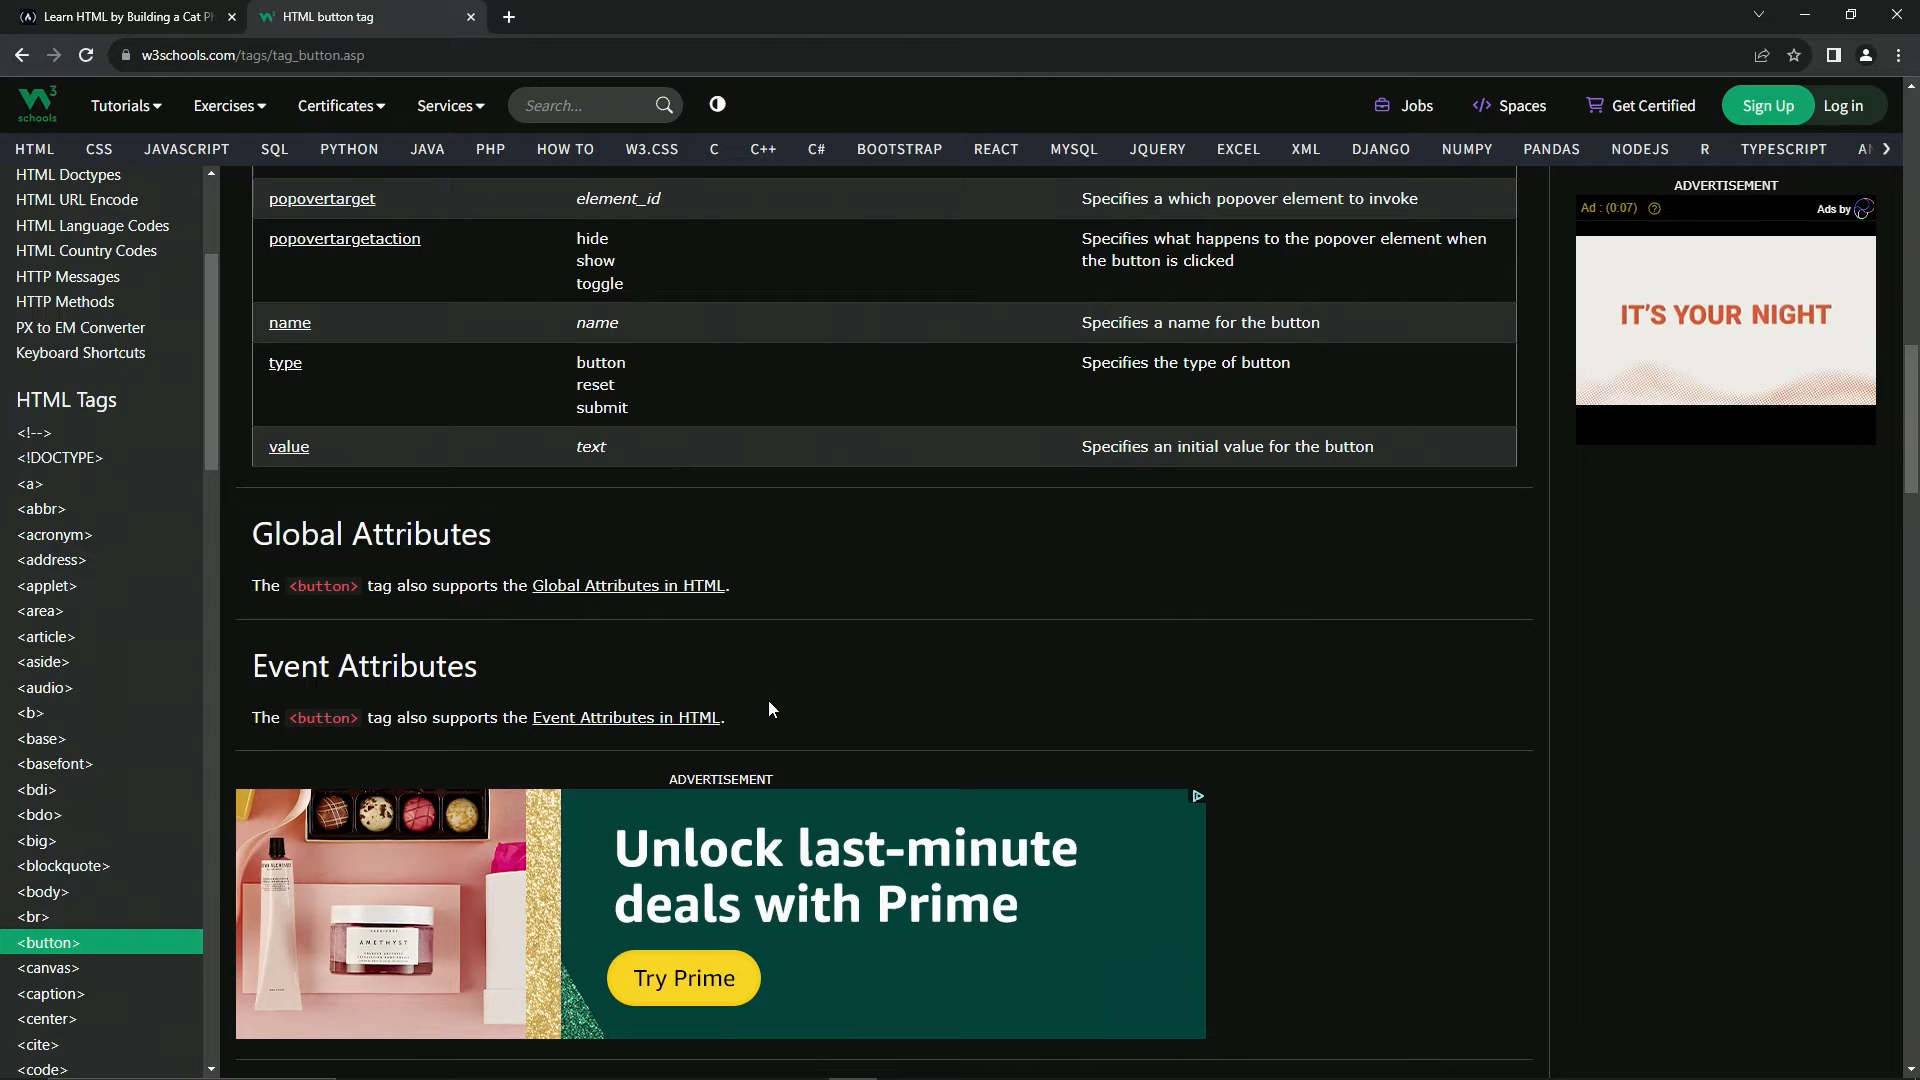 Learn HTML by Building a Cat Ph
HTML button tag
w3schools.com/tags/tag_button.asp
W3
schools
Tutorials
Exercises
Certificates
Services
Search...
Jobs
Spaces
Get Certified
Sign Up
Log in
HTML
CSS
JAVASCRIPT
SQL
PYTHON
JAVA
PHP
HOW TO
W3.CSS
C
C++
C#
BOOTSTRAP
REACT
MYSQL
JQUERY
EXCEL
XML
DJANGO
NUMPY
PANDAS
NODEJS
R
TYPESCRIPT
HTML Doctypes
HTML URL Encode
HTML Language Codes
HTML Country Codes
HTTP Messages
HTTP Methods
PX to EM Converter
Keyboard Shortcuts
HTML Tags
<!-->
<!DOCTYPE>
<a>
<abbr>
<acronym>
<address>
<applet>
<area>
<article>
<aside>
<audio>
<b>
<base>
<basefont>
<bdi>
<bdo>
<big>
<blockquote>
<body>
<br>
<button>
<canvas>
<caption>
<center>
<cite>
<code>
popovertarget element_id Specifies a which popover element to invoke
popovertargetaction hide Specifies what happens to the popover element when
show the button is clicked
toggle
name name Specifies a name for the button
type button Specifies the type of button
reset
submit
value text Specifies an initial value for the button
Global Attributes
The <button> tag also supports the Global Attributes in HTML.
Event Attributes
The <button> tag also supports the Event Attributes in HTML.
ADVERTISEMENT
AMETHYST
Unlock last-minute
deals with Prime
Try Prime
ADVERTISEMENT
Ad : (0:07)
Ads by
IT'S YOUR NIGHT